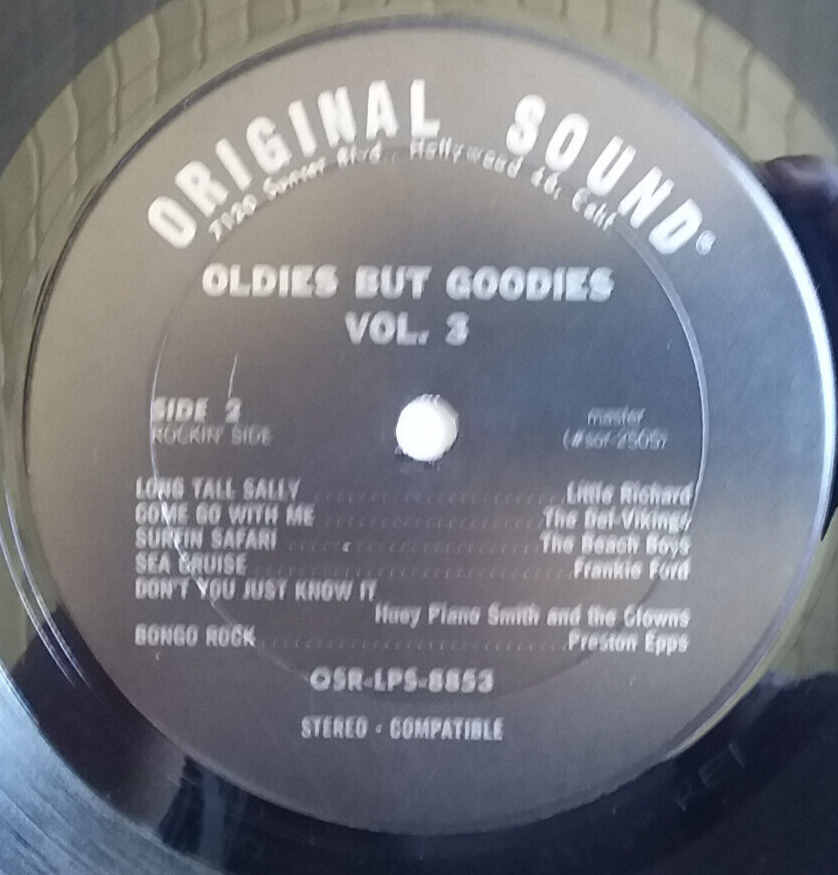 ORIGINAL SOUND®
7120 Sunset Blvd. Hollywood 46, Calif
OLDIES BUT GOODIES
VOL. 3
SIDE 2
ROCKIN' SIDE
master
(#sor-2505)
LONG TALL SALLY Little Richard
COME GO WITH ME The Del-Vikings
SURFIN SAFARI The Beach Boys
SEA CRUISE Frankie Ford
DON'T YOU JUST KNOW IT
Huey Piano Smith and the Clowns
BONGO ROCK Preston Epps
OSR-LPS-8853
STEREO - COMPATIBLE